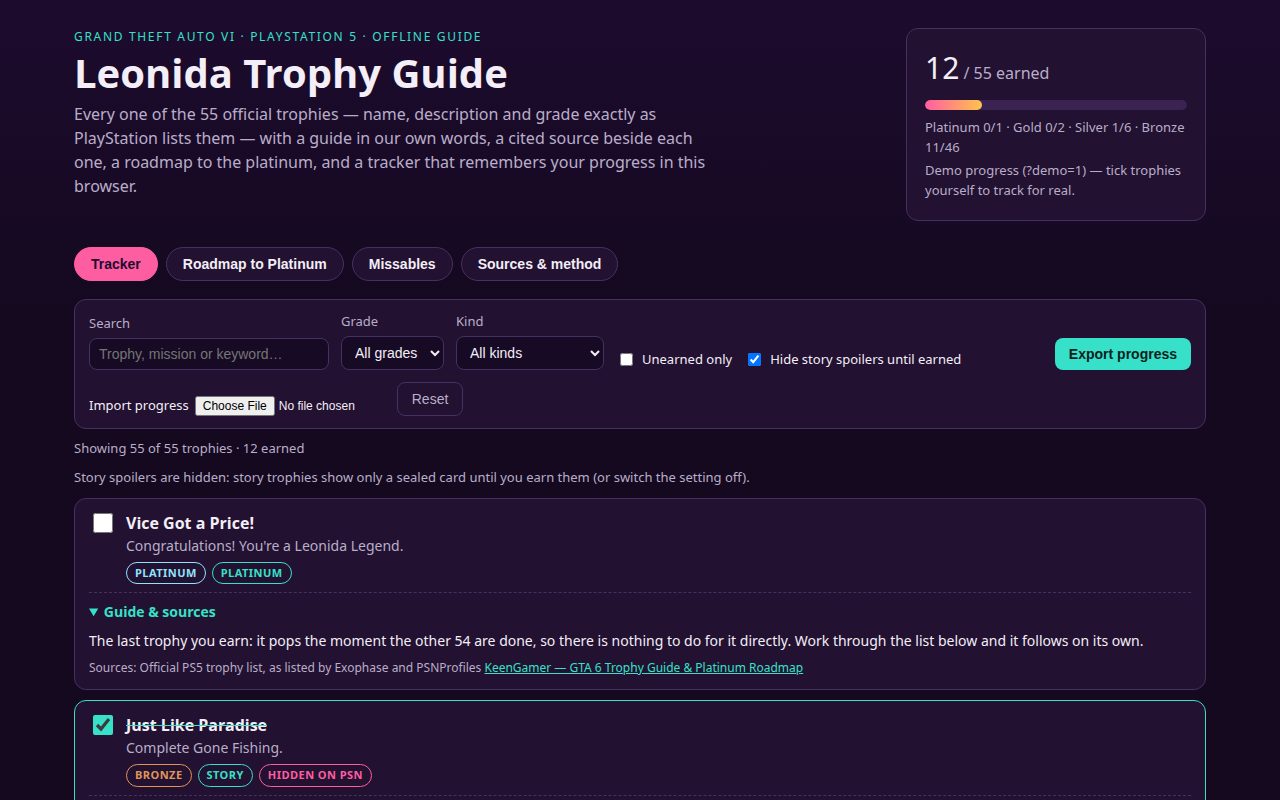 GRAND THEFT AUTO VI · PLAYSTATION 5 · OFFLINE GUIDE
Leonida Trophy Guide
Every one of the 55 official trophies — name, description and grade exactly as
PlayStation lists them — with a guide in our own words, a cited source beside each
one, a roadmap to the platinum, and a tracker that remembers your progress in this
browser.
12 / 55 earned
Platinum 0/1 · Gold 0/2 · Silver 1/6 · Bronze
11/46
Demo progress (?demo=1) — tick trophies
yourself to track for real.
Tracker
Roadmap to Platinum
Missables
Sources & method
Search
Trophy, mission or keyword…
Grade
All grades
Kind
All kinds
Unearned only
Hide story spoilers until earned
Export progress
Import progress
Choose File No file chosen
Reset
Showing 55 of 55 trophies · 12 earned
Story spoilers are hidden: story trophies show only a sealed card until you earn them (or switch the setting off).
Vice Got a Price!
Congratulations! You're a Leonida Legend.
PLATINUM PLATINUM
Guide & sources
The last trophy you earn: it pops the moment the other 54 are done, so there is nothing to do for it directly. Work through the list below and it follows on its own.
Sources: Official PS5 trophy list, as listed by Exophase and PSNProfiles KeenGamer — GTA 6 Trophy Guide & Platinum Roadmap
Just Like Paradise
Complete Gone Fishing.
BRONZE STORY HIDDEN ON PSN